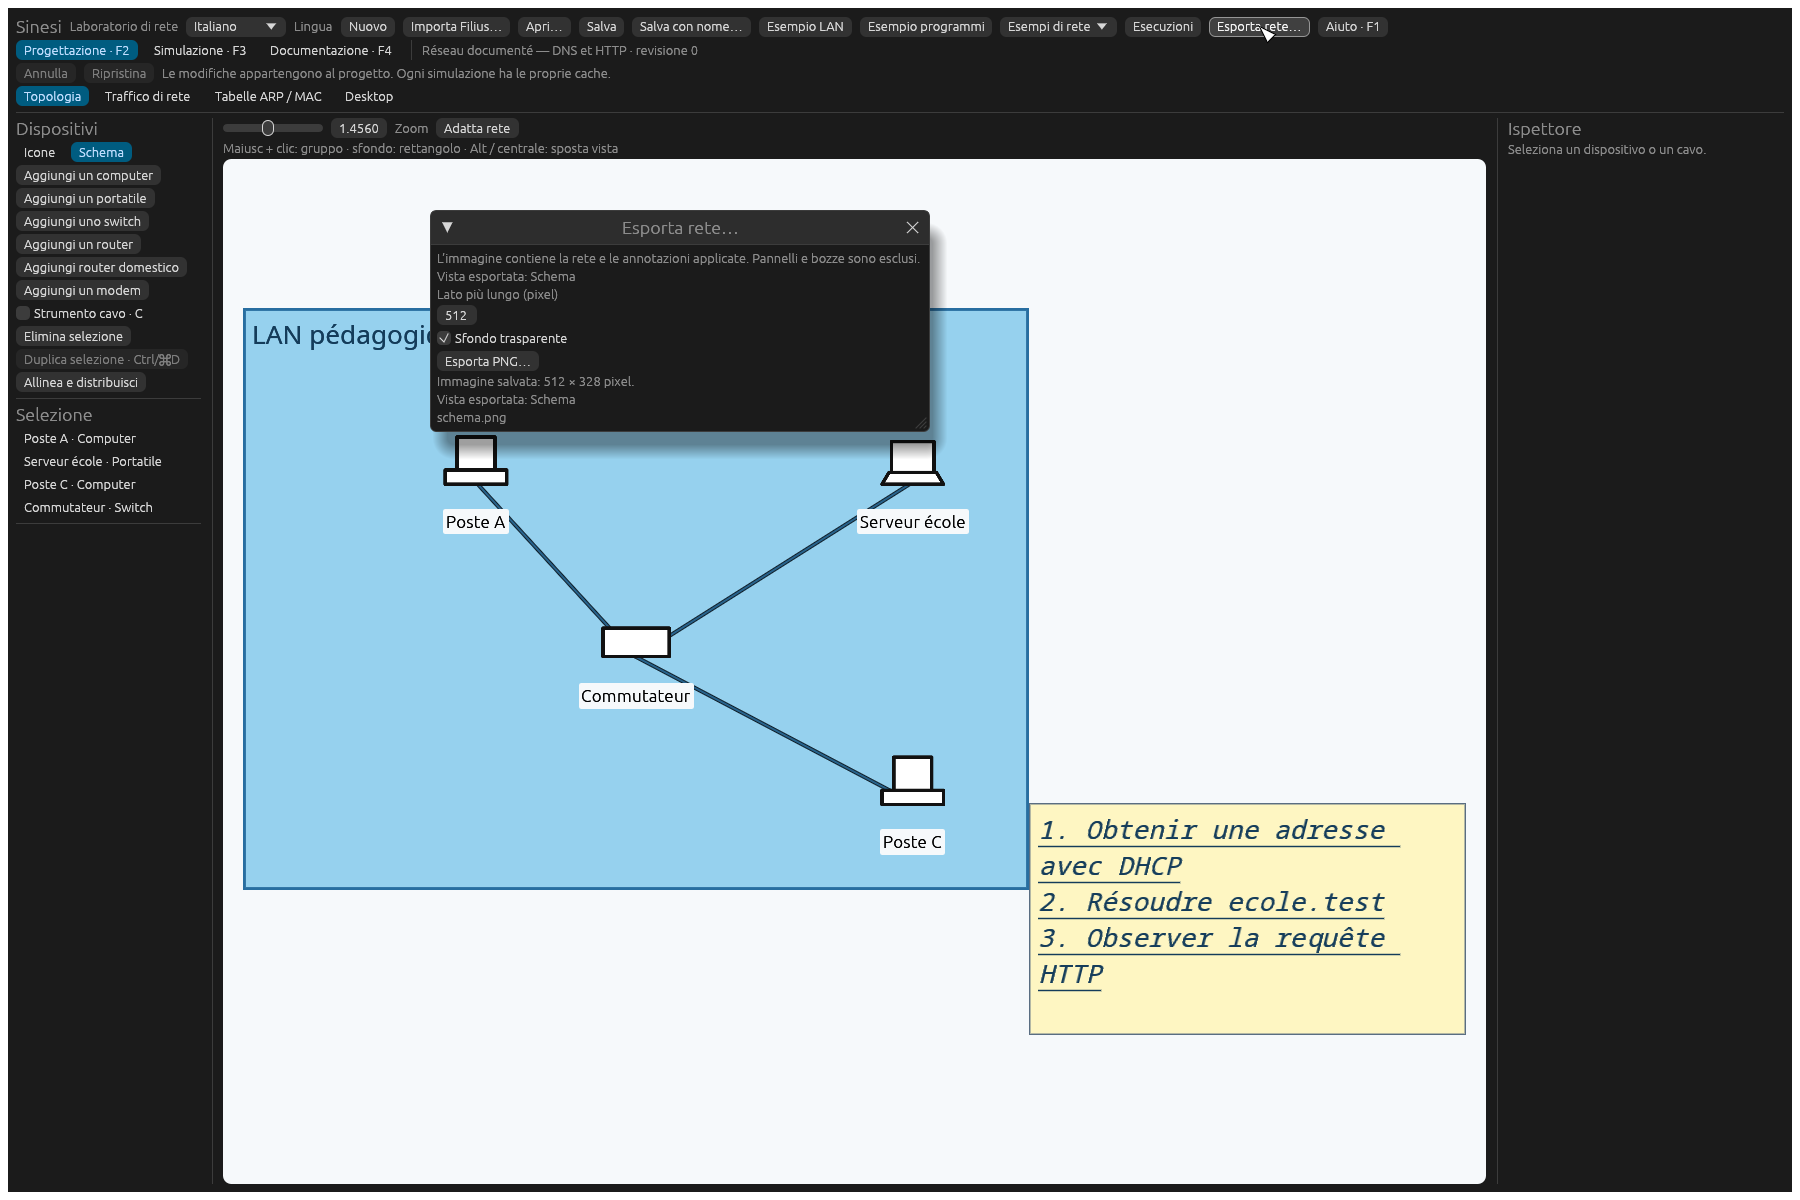 Sinesi Laboratorio di rete Italiano Lingua Nuovo Importa Filius… Apri… Salva Salva con nome… Esempio LAN Esempio programmi Esempi di rete Esecuzioni Esporta rete… Aiuto · F1
Progettazione · F2 Simulazione · F3 Documentazione · F4 Réseau documenté — DNS et HTTP · revisione 0
Annulla Ripristina Le modifiche appartengono al progetto. Ogni simulazione ha le proprie cache.
Topologia Traffico di rete Tabelle ARP / MAC Desktop
Dispositivi
Icone Schema
Aggiungi un computer
Aggiungi un portatile
Aggiungi uno switch
Aggiungi un router
Aggiungi router domestico
Aggiungi un modem
Strumento cavo · C
Elimina selezione
Duplica selezione · Ctrl/⌘D
Allinea e distribuisci
Selezione
Poste A · Computer
Serveur école · Portatile
Poste C · Computer
Commutateur · Switch
1.4560 Zoom Adatta rete
Maiusc + clic: gruppo · sfondo: rettangolo · Alt / centrale: sposta vista
Esporta rete…
L'immagine contiene la rete e le annotazioni applicate. Pannelli e bozze sono esclusi.
Vista esportata: Schema
Lato più lungo (pixel)
512
Sfondo trasparente
Esporta PNG…
Immagine salvata: 512 × 328 pixel.
Vista esportata: Schema
schema.png
LAN
Poste A
Serveur école
Commutateur
Poste C
1. Obtenir une adresse
avec DHCP
2. Résoudre ecole.test
3. Observer la requête
HTTP
Ispettore
Seleziona un dispositivo o un cavo.